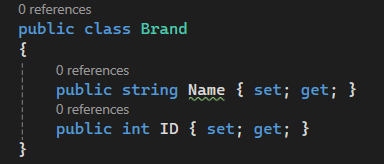 0 references
public class Brand
{
0 references
public string Name { set; get; }
0 references
public int ID { set; get; }
}